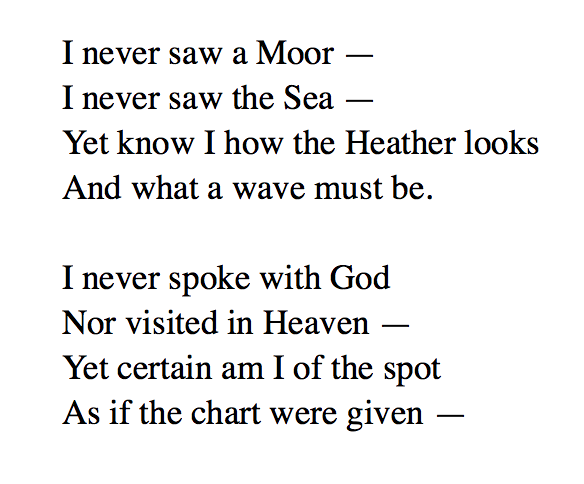 I never saw a Moor —
I never saw the Sea —
Yet know I how the Heather looks
And what a wave must be.

I never spoke with God
Nor visited in Heaven —
Yet certain am I of the spot
As if the chart were given —